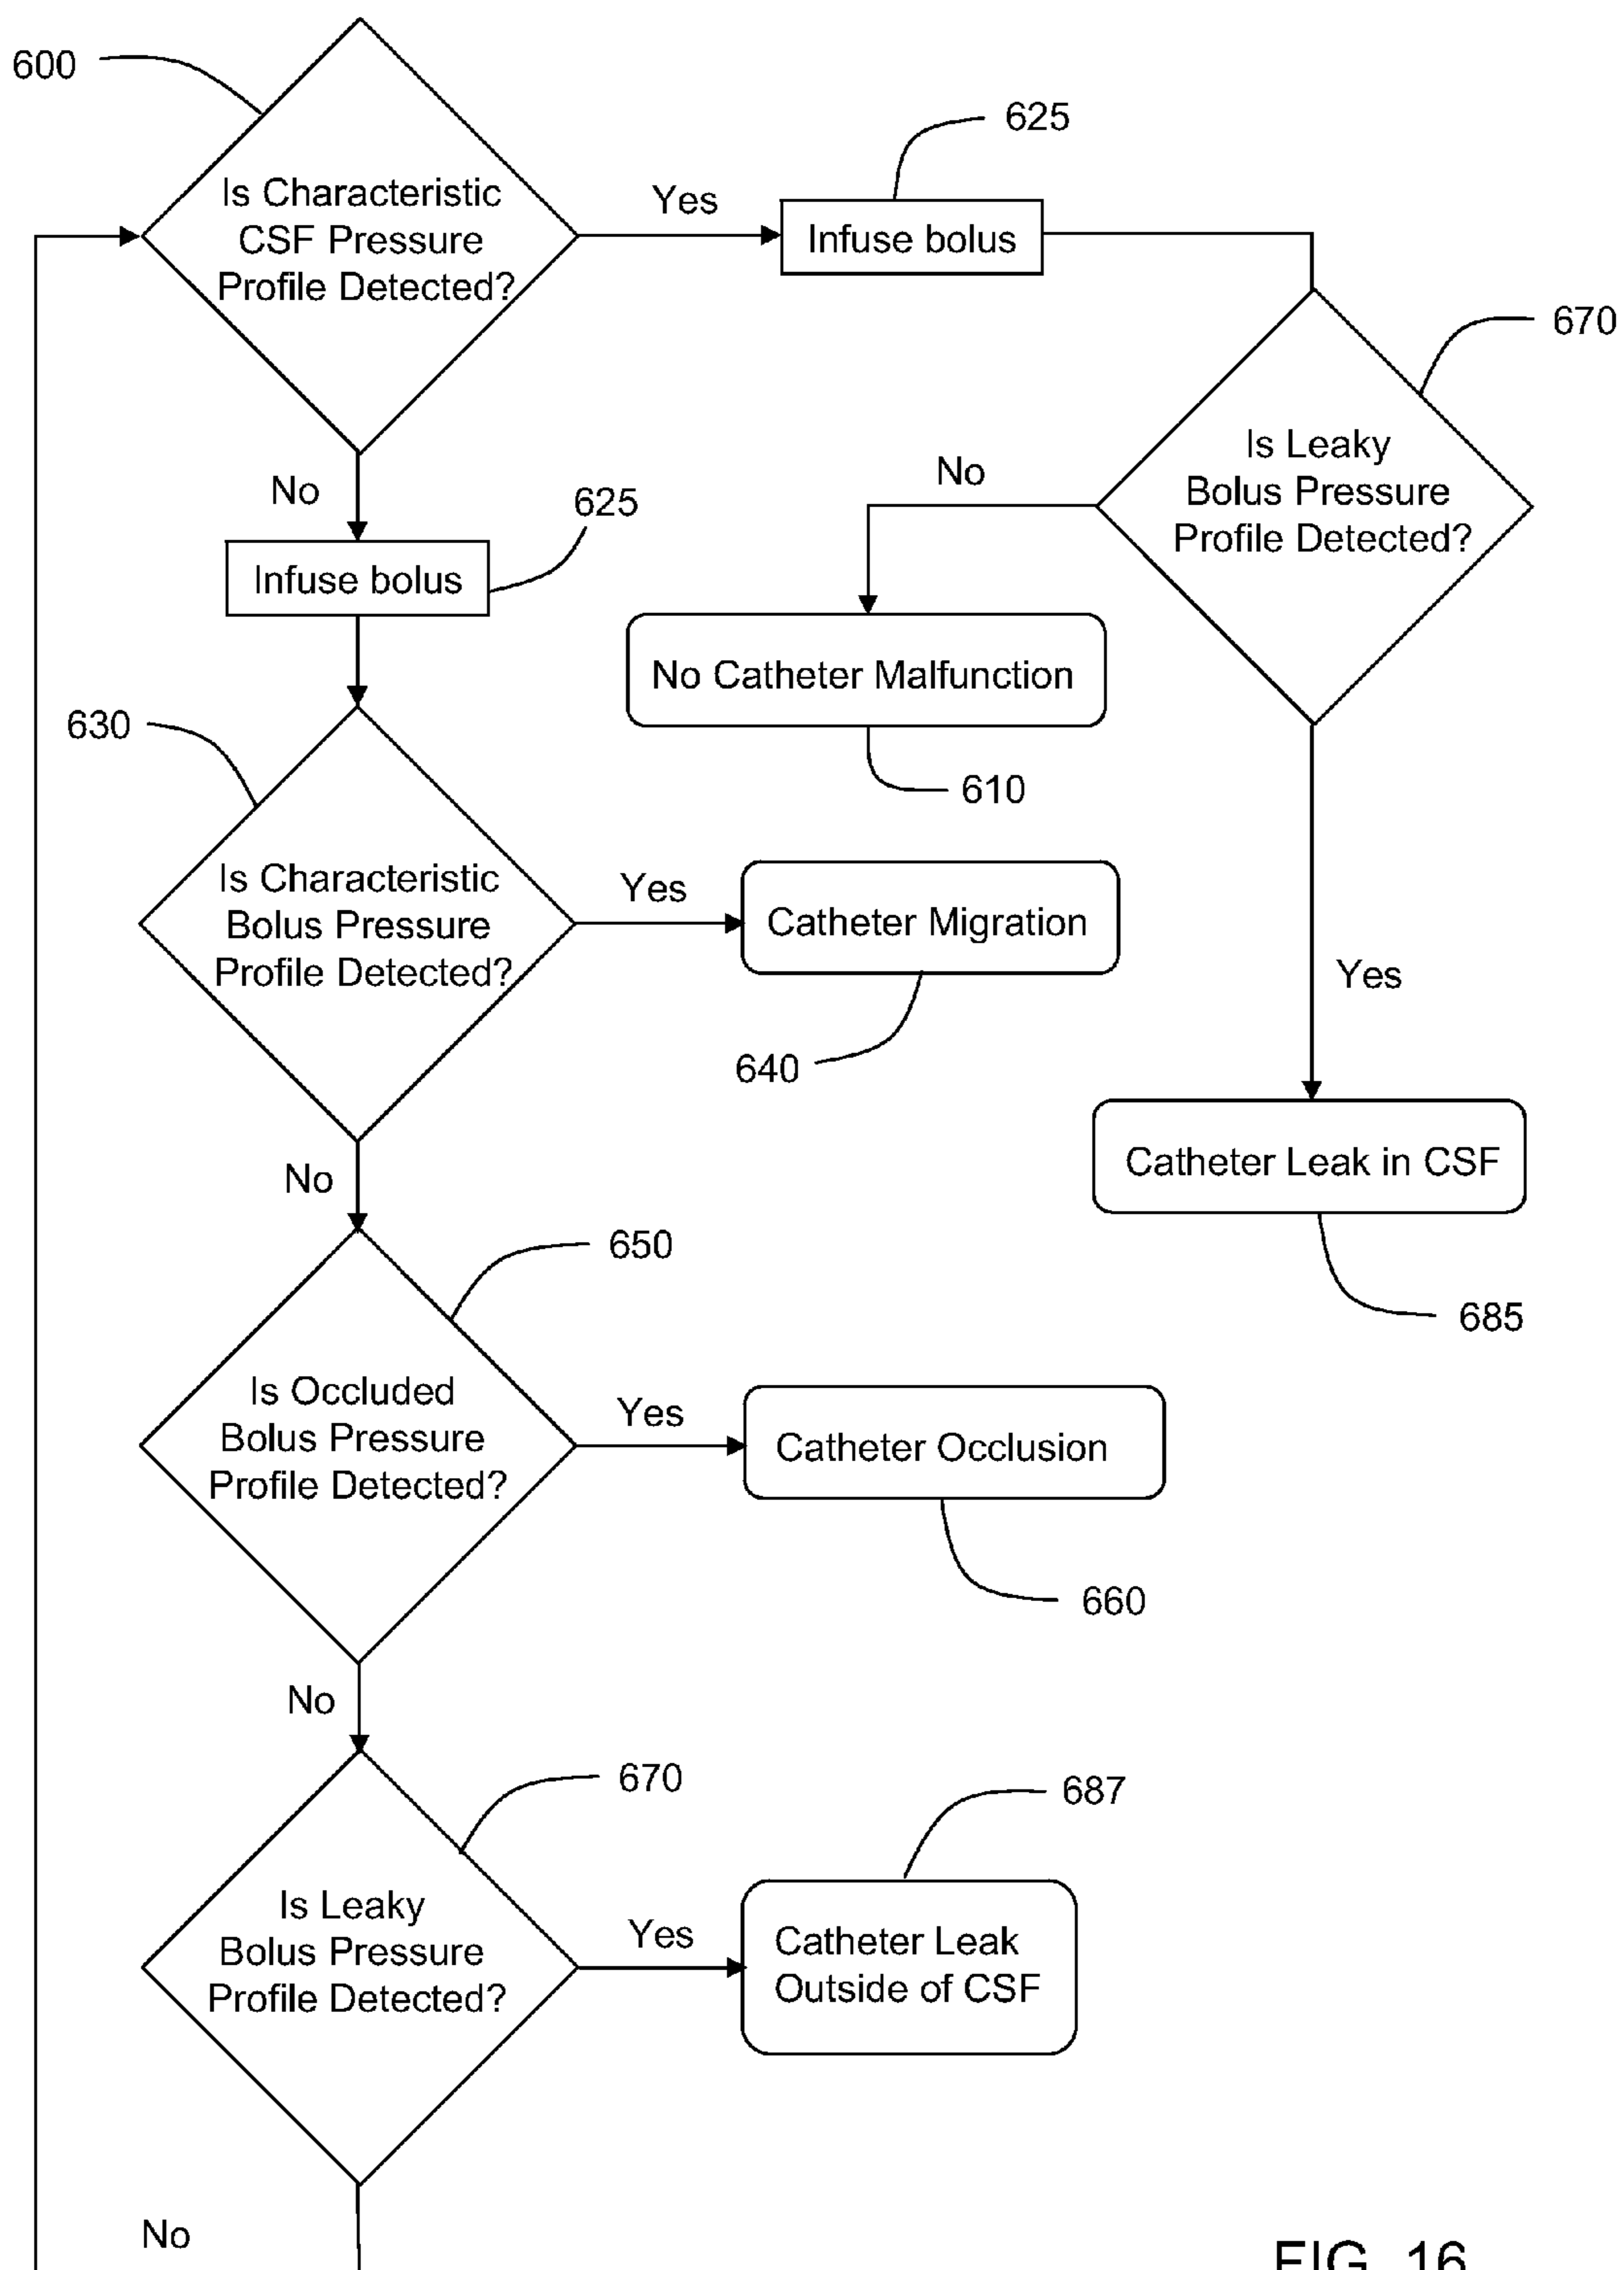 600
Is Characteristic
CSF Pressure
Profile Detected?
Yes
625
Infuse bolus
670
Is Leaky
Bolus Pressure
Profile Detected?
No
No Catheter Malfunction
610
Yes
Catheter Leak in CSF
685
No
625
Infuse bolus
630
Is Characteristic
Bolus Pressure
Profile Detected?
Yes
Catheter Migration
640
No
650
Is Occluded
Bolus Pressure
Profile Detected?
Yes
Catheter Occlusion
660
No
670
Is Leaky
Bolus Pressure
Profile Detected?
Yes
687
Catheter Leak
Outside of CSF
No
FIG. 16